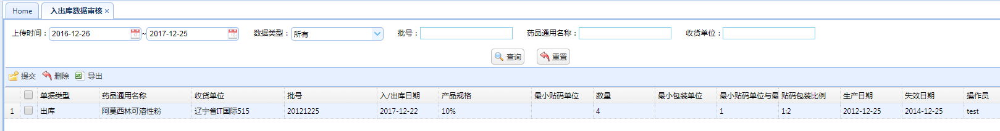 Home 入出库数据审核 ×
上传时间： 2016-12-26 ~ 2017-12-25 数据类型： 所有 批号： 药品通用名称： 收货单位：
查询 重置
提交 删除 导出
单据类型 药品通用名称 收货单位 批号 入/出库日期 产品规格 最小贴码单位 数量 最小包装单位 最小贴码单位与最 贴码包装比例 生产日期 失效日期 操作员
1 出库 阿莫西林可溶性粉 辽宁省IT国际515 20121225 2017-12-22 10% 4 1 1:2 2012-12-25 2014-12-25 test